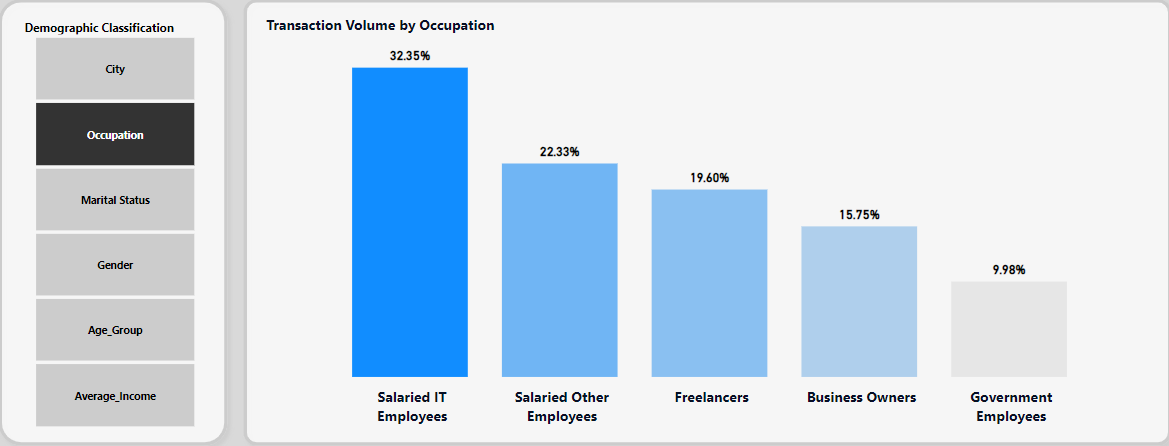 Demographic Classification
City
Occupation
Marital Status
Gender
Age_Group
Average_Income
Transaction Volume by Occupation
32.35%
22.33%
19.60%
15.75%
9.98%
Salaried IT
Employees
Salaried Other
Employees
Freelancers
Business Owners
Government
Employees